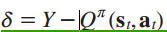 δ = Y − |Q^π(s_t, a_t)